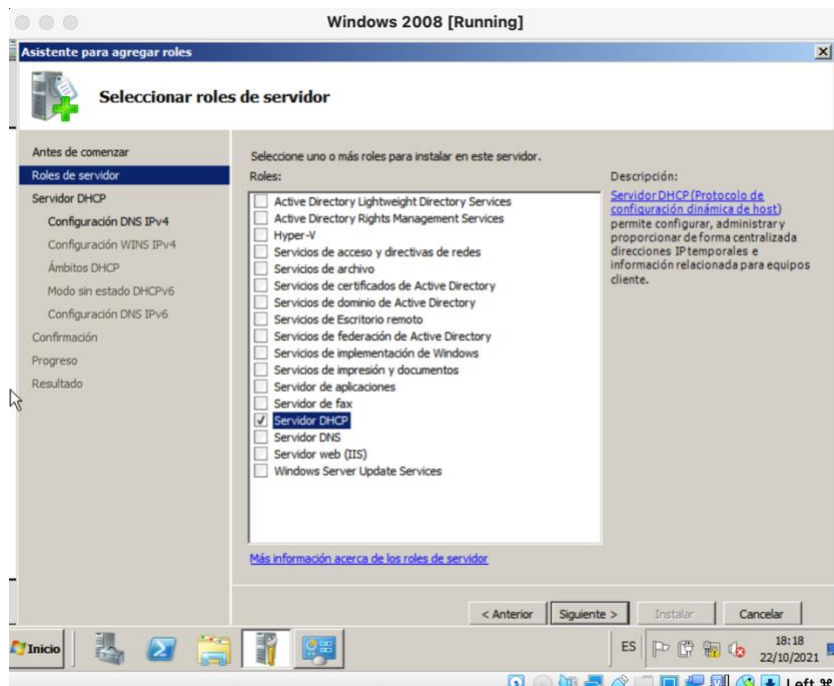 Windows 2008 [Running]
Asistente para agregar roles
Seleccionar roles de servidor
Antes de comenzar
Roles de servidor
Servidor DHCP
Configuración DNS IPv4
Configuración WINS IPv4
Ámbitos DHCP
Modo sin estado DHCPv6
Configuración DNS IPv6
Confirmación
Progreso
Resultado
Seleccione uno o más roles para instalar en este servidor.
Roles:
Active Directory Lightweight Directory Services
Active Directory Rights Management Services
Hyper-V
Servicios de acceso y directivas de redes
Servicios de archivo
Servicios de certificados de Active Directory
Servicios de dominio de Active Directory
Servicios de Escritorio remoto
Servicios de federación de Active Directory
Servicios de implementación de Windows
Servicios de impresión y documentos
Servidor de aplicaciones
Servidor de fax
Servidor DHCP
Servidor DNS
Servidor web (IIS)
Windows Server Update Services
Más información acerca de los roles de servidor
Descripción:
Servidor DHCP (Protocolo de
configuración dinámica de host)
permite configurar, administrar y
proporcionar de forma centralizada
direcciones IP temporales e
información relacionada para equipos
cliente.
< Anterior
Siguiente >
Instalar
Cancelar
Inicio
ES
18:18
22/10/2021
Left ⌘